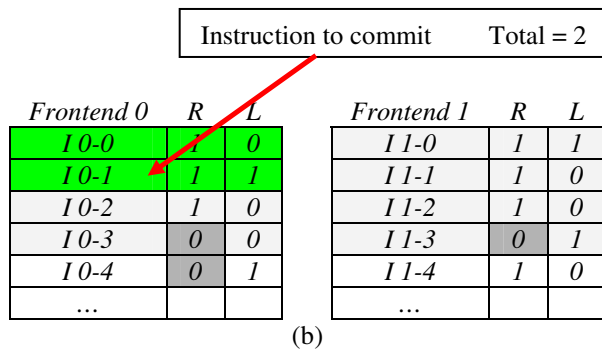 Instruction to commit Total = 2
Frontend 0 R L Frontend 1 R L
I 0-0 1 0 I 1-0 1 1
I 0-1 1 1 I 1-1 1 0
I 0-2 1 0 I 1-2 1 0
I 0-3 0 0 I 1-3 0 1
I 0-4 0 1 I 1-4 1 0
... ...
(b)